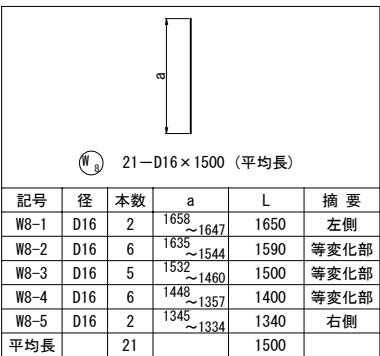 a
W8 21－D16×1500（平均長）
記号 径 本数 a L 摘 要
W8-1 D16 2 1658～1647 1650 左側
W8-2 D16 6 1635～1544 1590 等変化部
W8-3 D16 5 1532～1460 1500 等変化部
W8-4 D16 6 1448～1357 1400 等変化部
W8-5 D16 2 1345～1334 1340 右側
平均長 21 1500